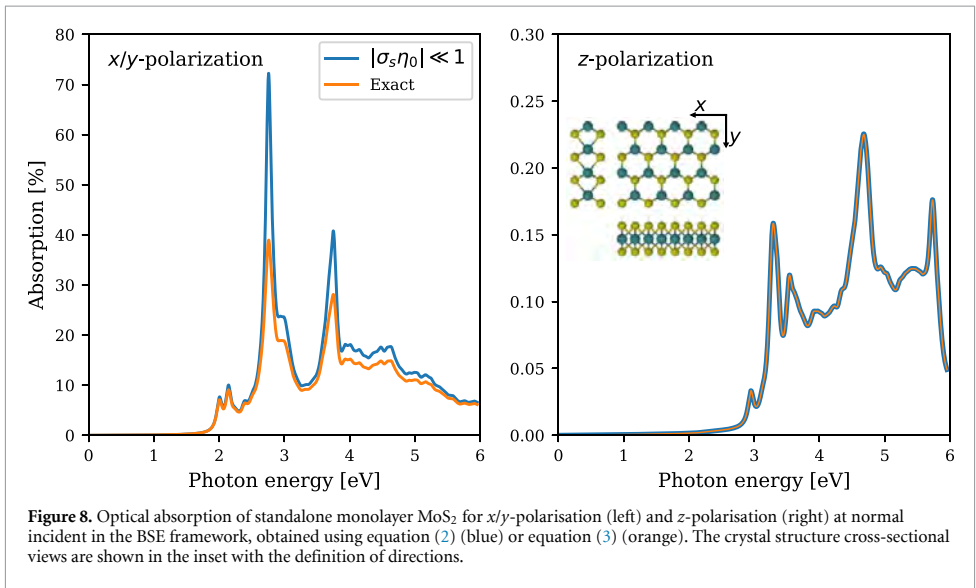 80
70
60
50
40
30
20
10
0
Absorption [%]
x/y-polarization
|σₛη₀| ≪ 1
Exact
0 1 2 3 4 5 6
Photon energy [eV]
0.30
0.25
0.20
0.15
0.10
0.05
0.00
z-polarization
x
y
0 1 2 3 4 5 6
Photon energy [eV]
Figure 8. Optical absorption of standalone monolayer MoS₂ for x/y-polarisation (left) and z-polarisation (right) at normal
incident in the BSE framework, obtained using equation (2) (blue) or equation (3) (orange). The crystal structure cross-sectional
views are shown in the inset with the definition of directions.